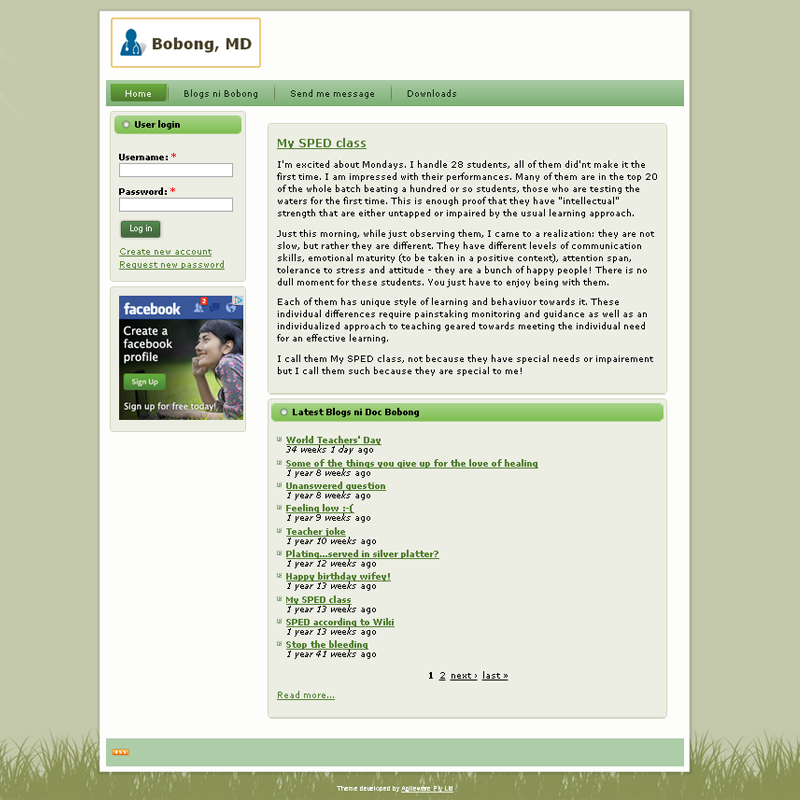 Bobong, MD
Home
Blogs ni Bobong
Send me message
Downloads
User login
Username: *
Password: *
Log in
Create new account
Request new password
facebook
2
Create a
facebook
profile
Sign Up
Sign up for free today!
My SPED class
I'm excited about Mondays. I handle 28 students, all of them did'nt make it the
first time. I am impressed with their performances. Many of them are in the top 20
of the whole batch beating a hundred or so students, those who are testing the
waters for the first time. This is enough proof that they have "intellectual"
strength that are either untapped or impaired by the usual learning approach.
Just this morning, while just observing them, I came to a realization: they are not
slow, but rather they are different. They have different levels of communication
skills, emotional maturity (to be taken in a positive context), attention span,
tolerance to stress and attitude - they are a bunch of happy people! There is no
dull moment for these students. You just have to enjoy being with them.
Each of them has unique style of learning and behaviuor towards it. These
individual differences require painstaking monitoring and guidance as well as an
individualized approach to teaching geared towards meeting the individual need
for an effective learning.
I call them My SPED class, not because they have special needs or impairement
but I call them such because they are special to me!
Latest Blogs ni Doc Bobong
World Teachers' Day
34 weeks 1 day ago
Some of the things you give up for the love of healing
1 year 8 weeks ago
Unanswered question
1 year 8 weeks ago
Feeling low :-(
1 year 9 weeks ago
Teacher joke
1 year 10 weeks ago
Plating...served in silver platter?
1 year 12 weeks ago
Happy birthday wifey!
1 year 13 weeks ago
My SPED class
1 year 13 weeks ago
SPED according to Wiki
1 year 13 weeks ago
Stop the bleeding
1 year 41 weeks ago
1 2 next › last »
Read more...
RSS
Theme developed by Agileware Pty Ltd